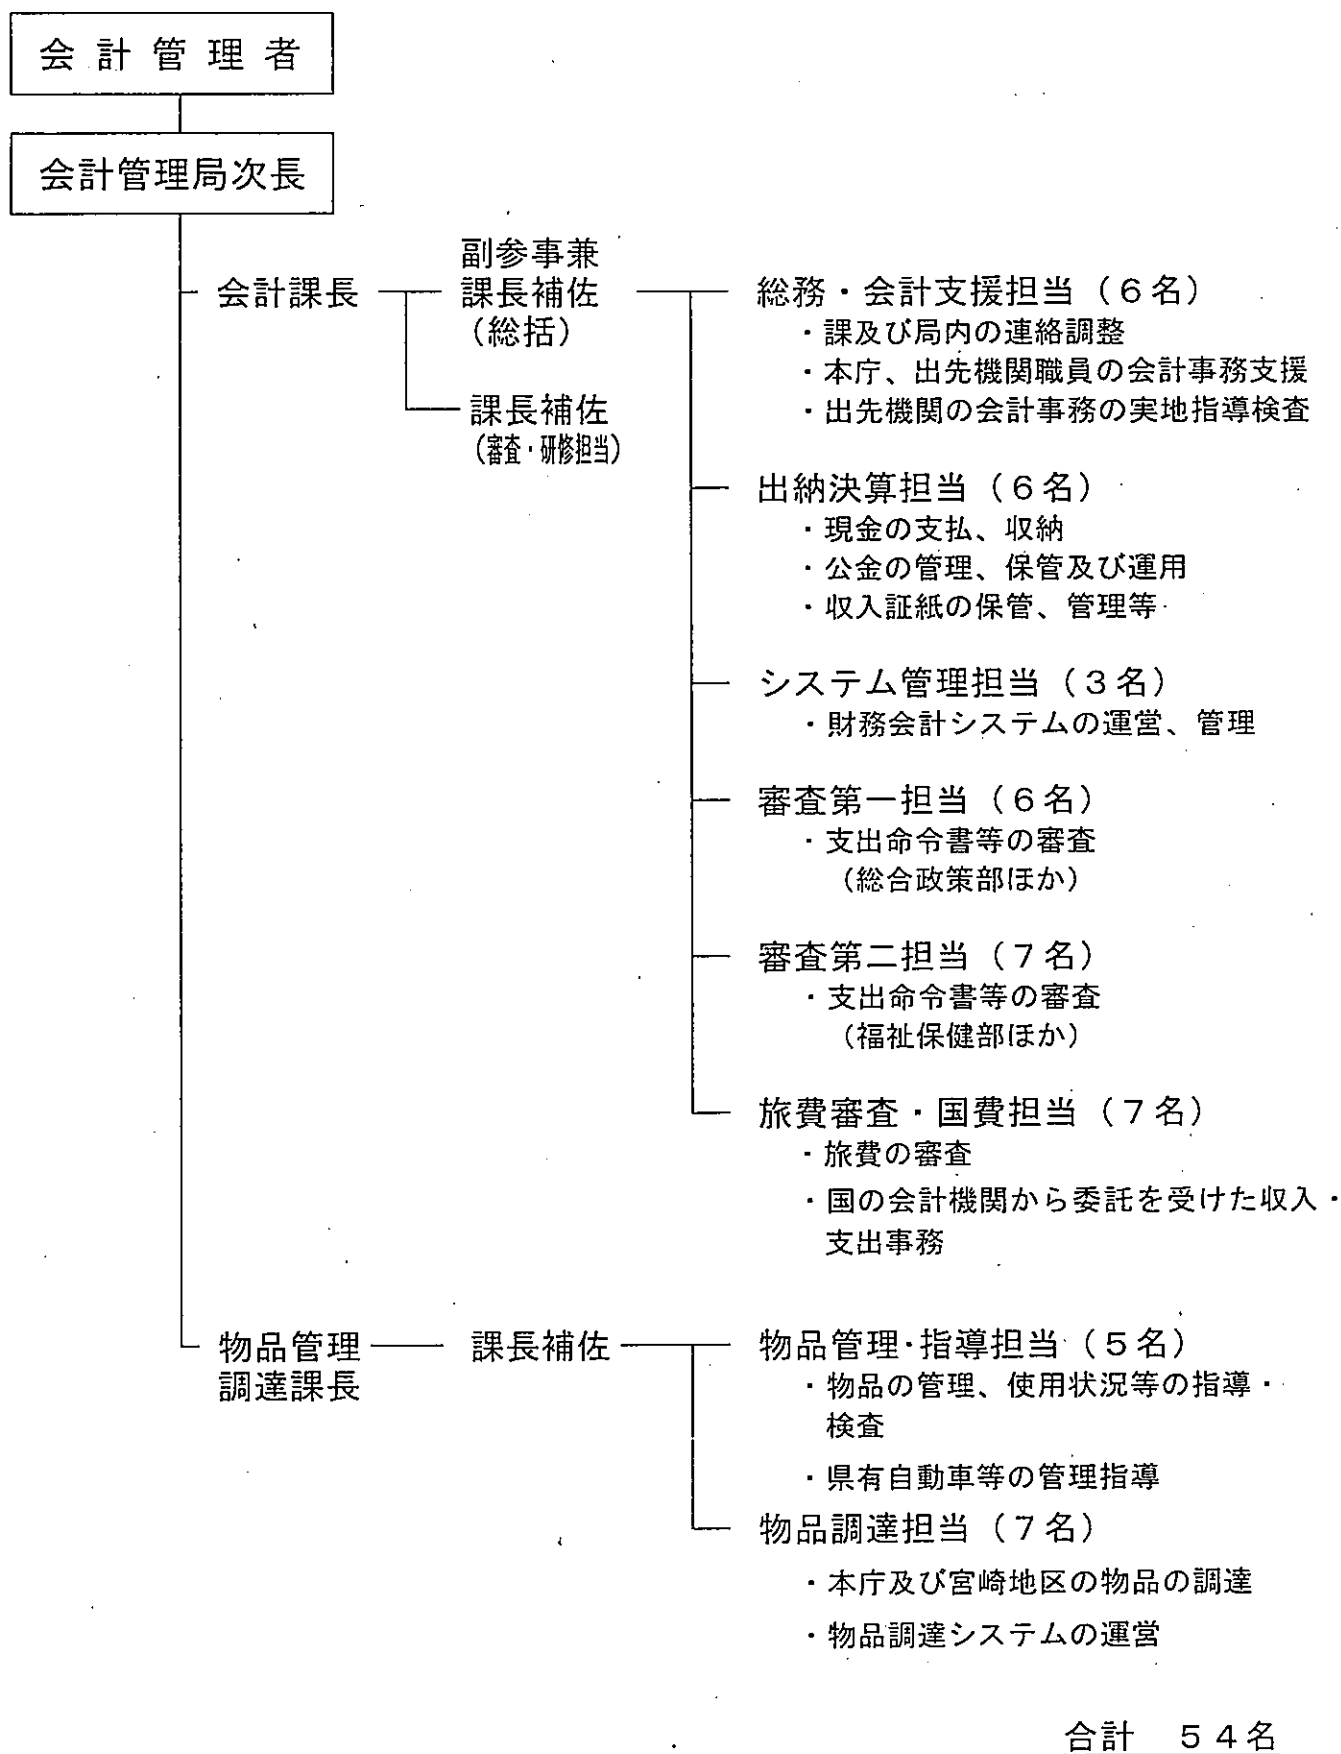 会計管理者
会計管理局次長
会計課長
副参事兼
課長補佐
(総括)
課長補佐
(審査・研修担当)
総務・会計支援担当（6名）
・課及び局内の連絡調整
・本庁、出先機関職員の会計事務支援
・出先機関の会計事務の実地指導検査
出納決算担当（6名）
・現金の支払、収納
・公金の管理、保管及び運用
・収入証紙の保管、管理等
システム管理担当（3名）
・財務会計システムの運営、管理
審査第一担当（6名）
・支出命令書等の審査
（総合政策部ほか）
審査第二担当（7名）
・支出命令書等の審査
（福祉保健部ほか）
旅費審査・国費担当（7名）
・旅費の審査
・国の会計機関から委託を受けた収入・
支出事務
物品管理
調達課長
課長補佐
物品管理・指導担当（5名）
・物品の管理、使用状況等の指導・
検査
・県有自動車等の管理指導
物品調達担当（7名）
・本庁及び宮崎地区の物品の調達
・物品調達システムの運営
合計　５４名